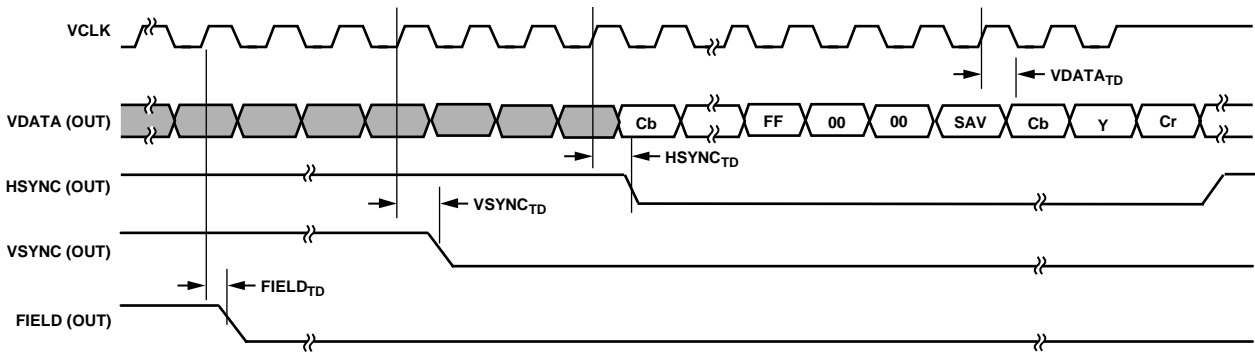 VCLK
VDATA_TD
VDATA (OUT)
Cb FF 00 00 SAV Cb Y Cr
HSYNC_TD
HSYNC (OUT)
VSYNC_TD
VSYNC (OUT)
FIELD_TD
FIELD (OUT)